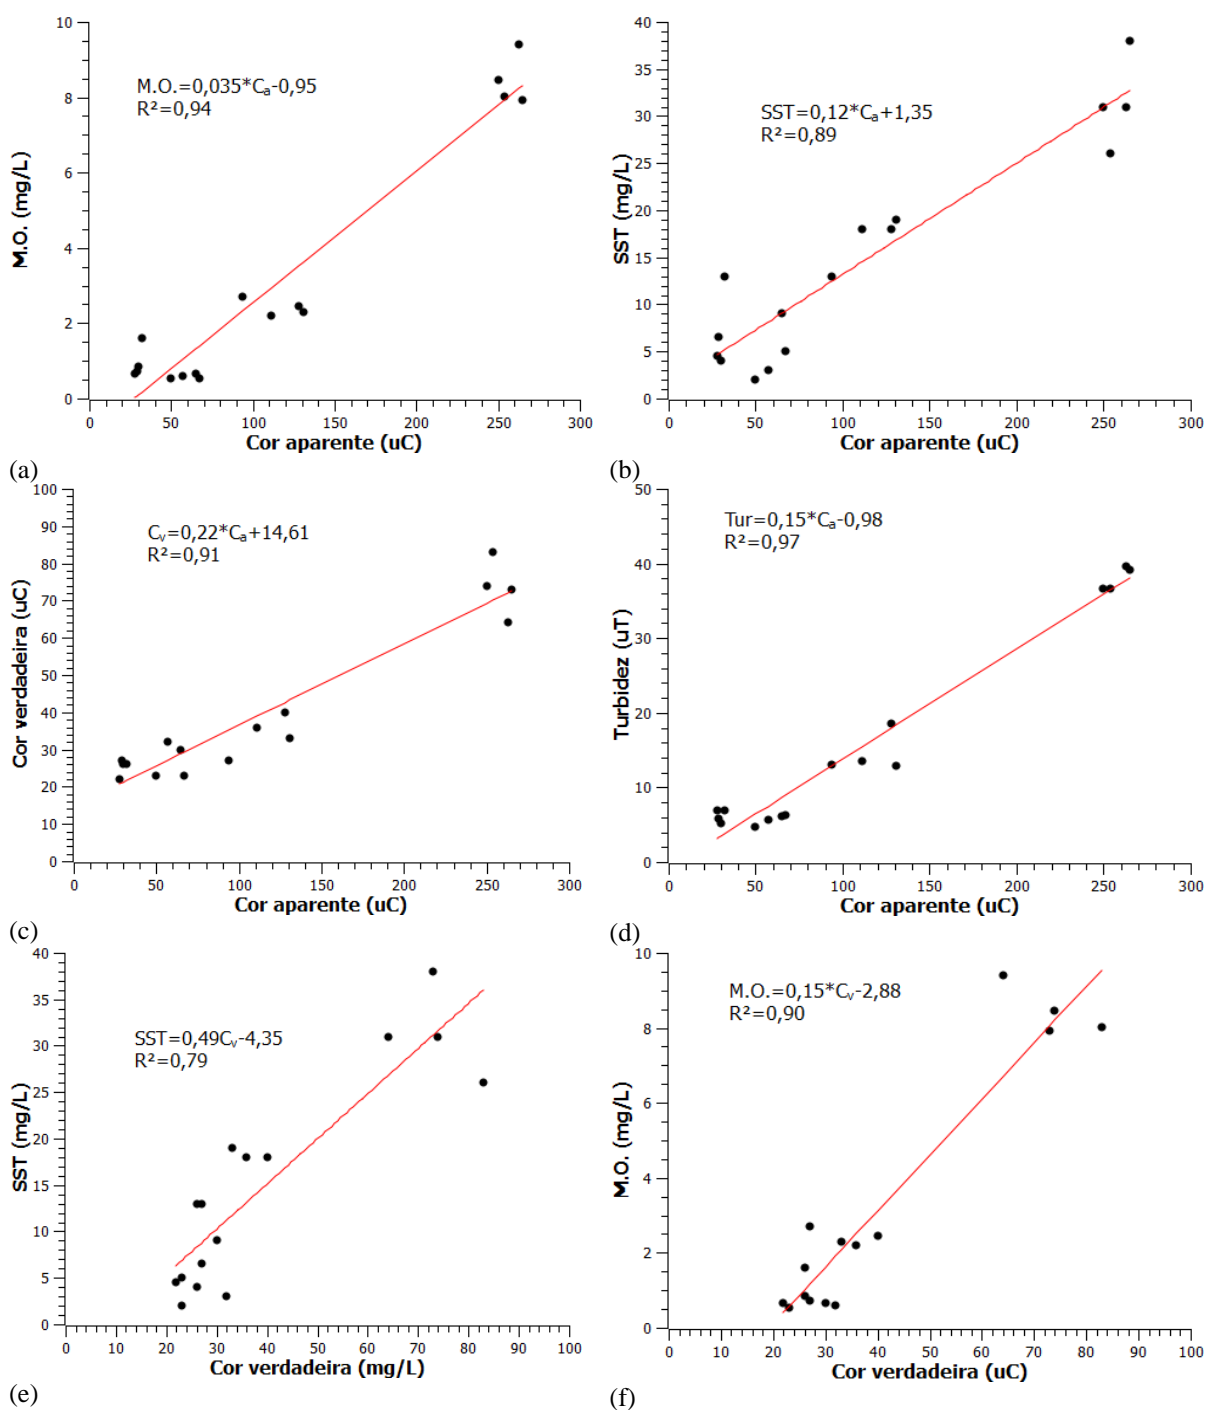 M.O.=0,035*Cₐ-0,95
R²=0,94
M.O. (mg/L)
10
8
6
4
2
0
0 50 100 150 200 250 300
Cor aparente (uC)
(a)
SST=0,12*Cₐ+1,35
R²=0,89
SST (mg/L)
40
35
30
25
20
15
10
5
0
0 50 100 150 200 250 300
Cor aparente (uC)
(b)
Cᵥ=0,22*Cₐ+14,61
R²=0,91
Cor verdadeira (uC)
100
90
80
70
60
50
40
30
20
10
0
0 50 100 150 200 250 300
Cor aparente (uC)
(c)
Tur=0,15*Cₐ-0,98
R²=0,97
Turbidez (uT)
50
40
30
20
10
0
0 50 100 150 200 250 300
Cor aparente (uC)
(d)
SST=0,49Cᵥ-4,35
R²=0,79
SST (mg/L)
40
35
30
25
20
15
10
5
0
0 10 20 30 40 50 60 70 80 90 100
Cor verdadeira (mg/L)
(e)
M.O.=0,15*Cᵥ-2,88
R²=0,90
M.O. (mg/L)
10
8
6
4
2
0
0 10 20 30 40 50 60 70 80 90 100
Cor verdadeira (uC)
(f)